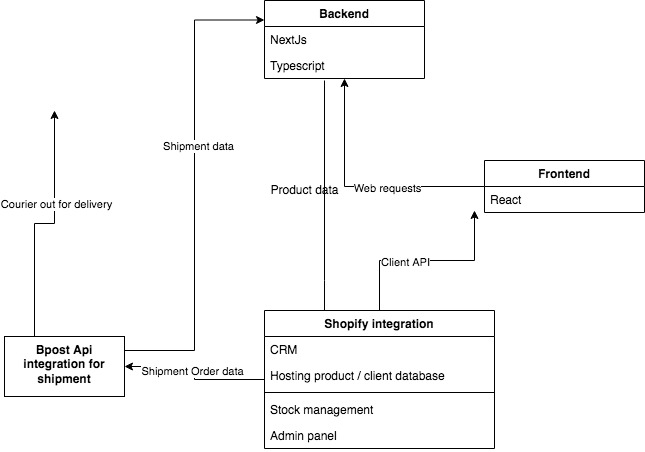 Backend
NextJs
Typescript
Shipment data
Frontend
React
Product data
Web requests
Courier out for delivery
Client API
Shopify integration
CRM
Hosting product / client database
Stock management
Admin panel
Bpost Api
integration for
shipment
Shipment Order data